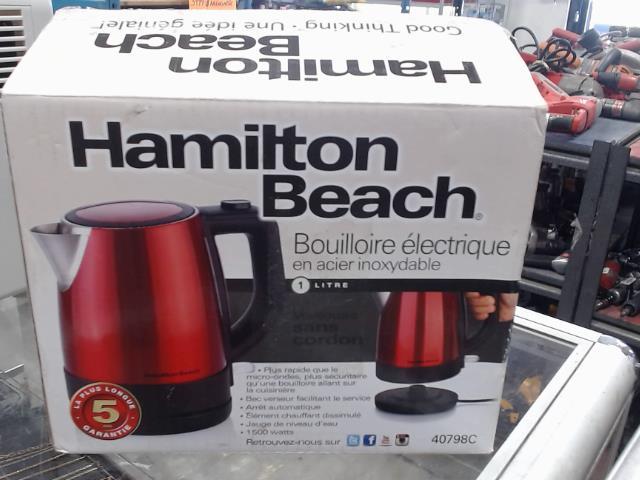 Good Thinking • Une idée géniale!
Hamilton
Beach
Hamilton
Beach
Bouilloire électrique
en acier inoxydable
1 LITRE
sans
cordon
• Plus rapide que le
micro-ondes, plus sécuritaire
qu'une bouilloire allant sur
la cuisinière
• Bec verseur facilitant le service
• Arrêt automatique
• Élément chauffant dissimulé
• Jauge de niveau d'eau
• 1500 watts
Retrouvez-nous sur
40798C
Hamilton Beach
LA PLUS LONGUE
5
GARANTIE